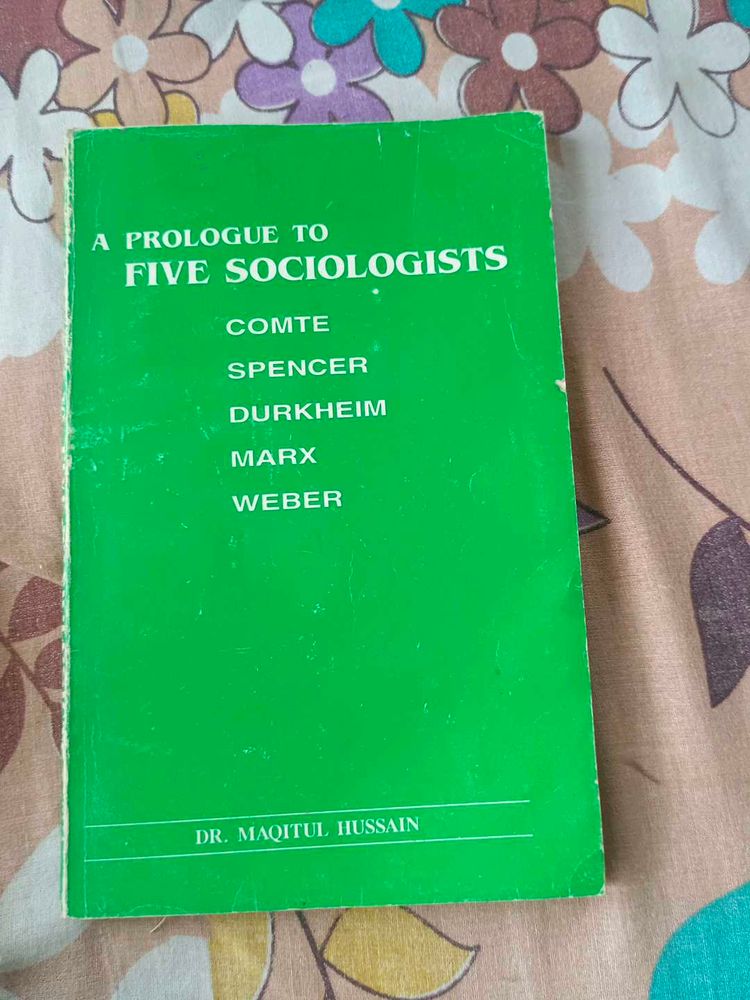 A PROLOGUE TO
FIVE SOCIOLOGISTS
COMTE
SPENCER
DURKHEIM
MARX
WEBER
DR. MAQITUL HUSSAIN